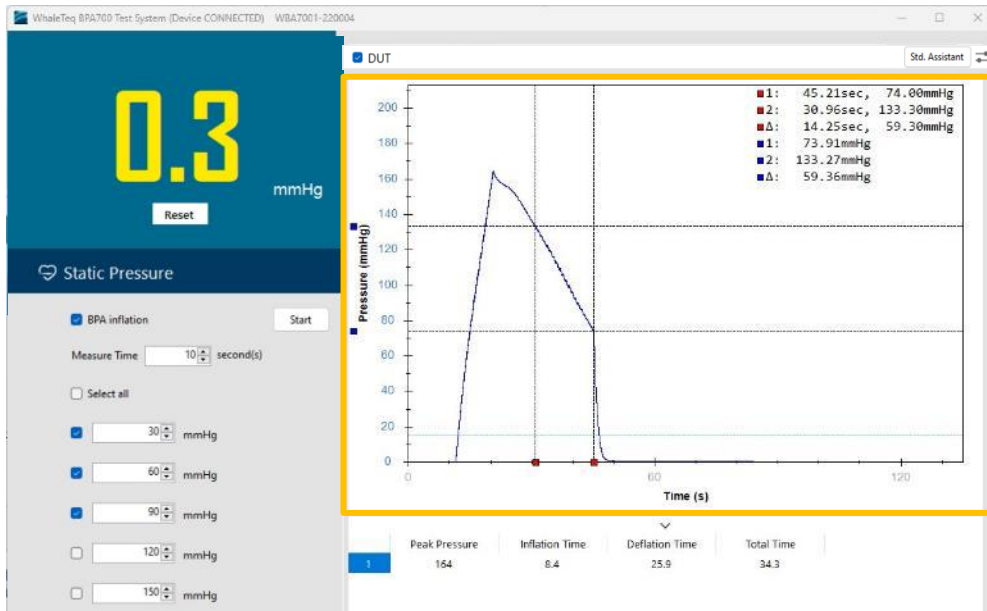 WhaleTeq BPA700 Test System (Device CONNECTED) WBA7001-220004
0.3
mmHg
Reset
Static Pressure
BPA inflation
Start
Measure Time 10 second(s)
Select all
30 mmHg
60 mmHg
90 mmHg
120 mmHg
150 mmHg
DUT
Std. Assistant
1: 45.21sec, 74.00mmHg
2: 30.96sec, 133.30mmHg
Δ: 14.25sec, 59.30mmHg
1: 73.91mmHg
2: 133.27mmHg
Δ: 59.36mmHg
Pressure (mmHg)
200
180
160
140
120
100
80
60
40
20
0
0 60 120
Time (s)
Peak Pressure Inflation Time Deflation Time Total Time
1 164 8.4 25.9 34.3